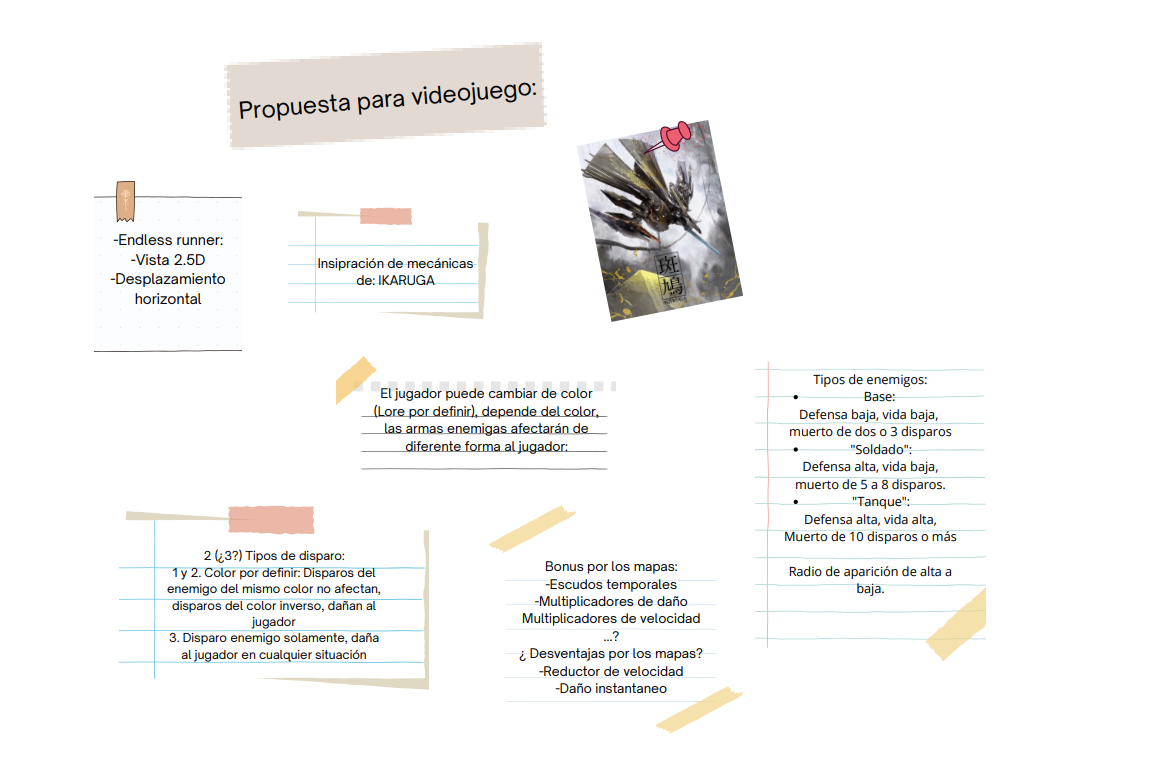 Propuesta para videojuego:
-Endless runner:
-Vista 2.5D
-Desplazamiento
horizontal
Insipración de mecánicas
de: IKARUGA
斑
鳩
El jugador puede cambiar de color
(Lore por definir), depende del color,
las armas enemigas afectarán de
diferente forma al jugador:
Tipos de enemigos:
• Base:
Defensa baja, vida baja,
muerto de dos o 3 disparos
• "Soldado":
Defensa alta, vida baja,
muerto de 5 a 8 disparos.
• "Tanque":
Defensa alta, vida alta,
Muerto de 10 disparos o más
Radio de aparición de alta a
baja.
2 (¿3?) Tipos de disparo:
1 y 2. Color por definir: Disparos del
enemigo del mismo color no afectan,
disparos del color inverso, dañan al
jugador
3. Disparo enemigo solamente, daña
al jugador en cualquier situación
Bonus por los mapas:
-Escudos temporales
-Multiplicadores de daño
Multiplicadores de velocidad
...?
¿ Desventajas por los mapas?
-Reductor de velocidad
-Daño instantaneo